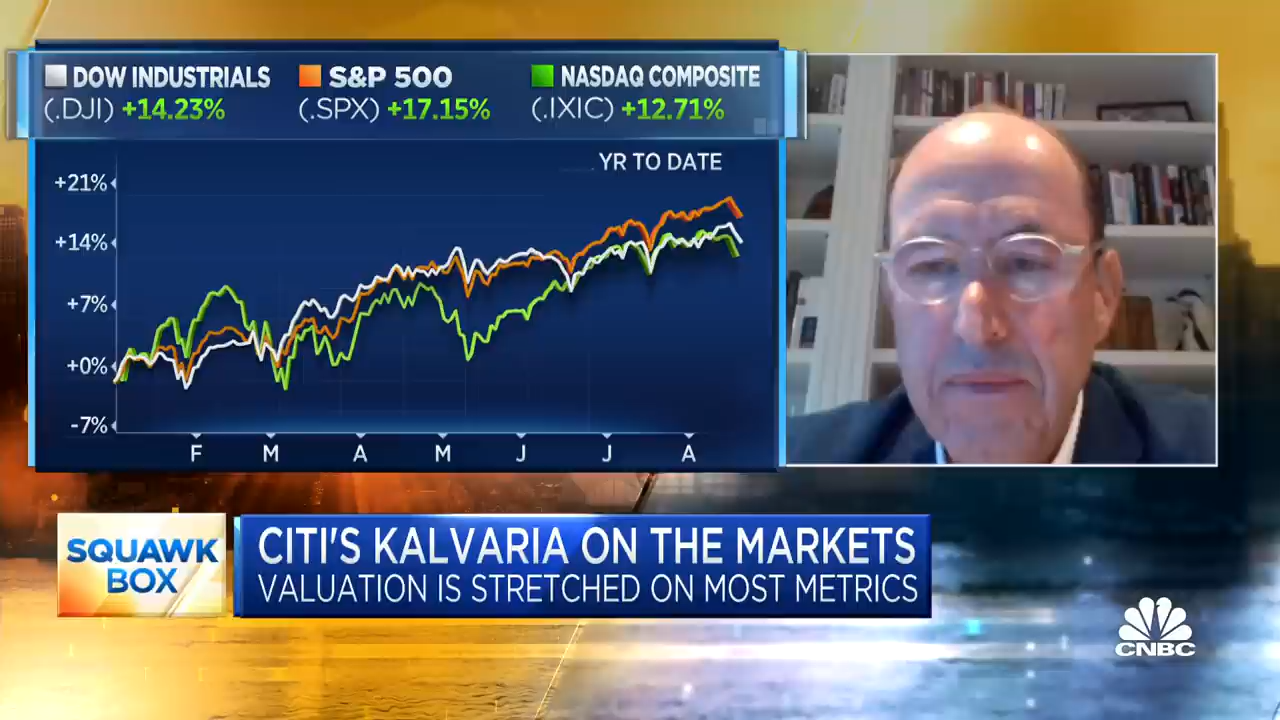 DOW INDUSTRIALS
(.DJI) +14.23%
S&P 500
(.SPX) +17.15%
NASDAQ COMPOSITE
(.IXIC) +12.71%
YR TO DATE
+21%
+14%
+7%
+0%
-7%
F M A M J J A
SQUAWK
BOX
CITI'S KALVARIA ON THE MARKETS
VALUATION IS STRETCHED ON MOST METRICS
CNBC